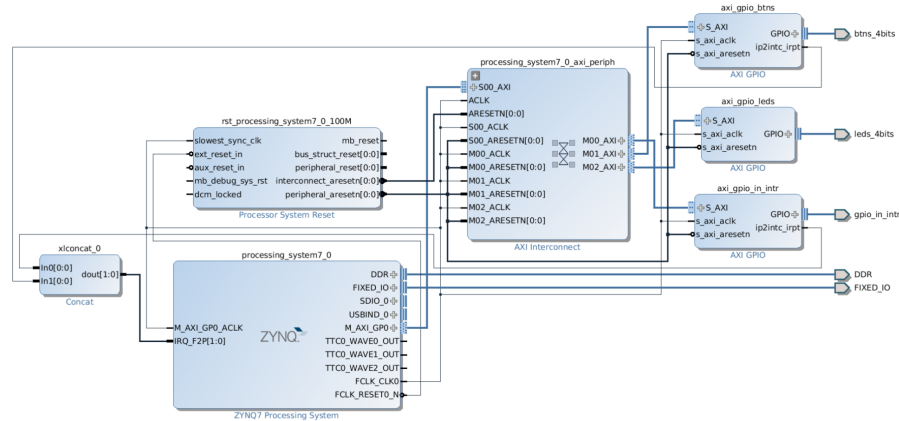 axi_gpio_btns
S_AXI
s_axi_aclk
s_axi_aresetn
GPIO
ip2intc_irpt
AXI GPIO
btns_4bits
processing_system7_0_axi_periph
S00_AXI
ACLK
ARESETN[0:0]
S00_ACLK
S00_ARESETN[0:0]
M00_ACLK
M00_ARESETN[0:0]
M01_ACLK
M01_ARESETN[0:0]
M02_ACLK
M02_ARESETN[0:0]
M00_AXI
M01_AXI
M02_AXI
AXI Interconnect
axi_gpio_leds
S_AXI
s_axi_aclk
s_axi_aresetn
GPIO
AXI GPIO
leds_4bits
rst_processing_system7_0_100M
slowest_sync_clk
ext_reset_in
aux_reset_in
mb_debug_sys_rst
dcm_locked
mb_reset
bus_struct_reset[0:0]
peripheral_reset[0:0]
interconnect_aresetn[0:0]
peripheral_aresetn[0:0]
Processor System Reset
axi_gpio_in_intr
S_AXI
s_axi_aclk
s_axi_aresetn
GPIO
ip2intc_irpt
AXI GPIO
gpio_in_intr
xlconcat_0
In0[0:0]
In1[0:0]
dout[1:0]
Concat
processing_system7_0
M_AXI_GP0_ACLK
IRQ_F2P[1:0]
ZYNQ
DDR
FIXED_IO
SDIO_0
USBIND_0
M_AXI_GP0
TTC0_WAVE0_OUT
TTC0_WAVE1_OUT
TTC0_WAVE2_OUT
FCLK_CLK0
FCLK_RESET0_N
ZYNQ7 Processing System
DDR
FIXED_IO